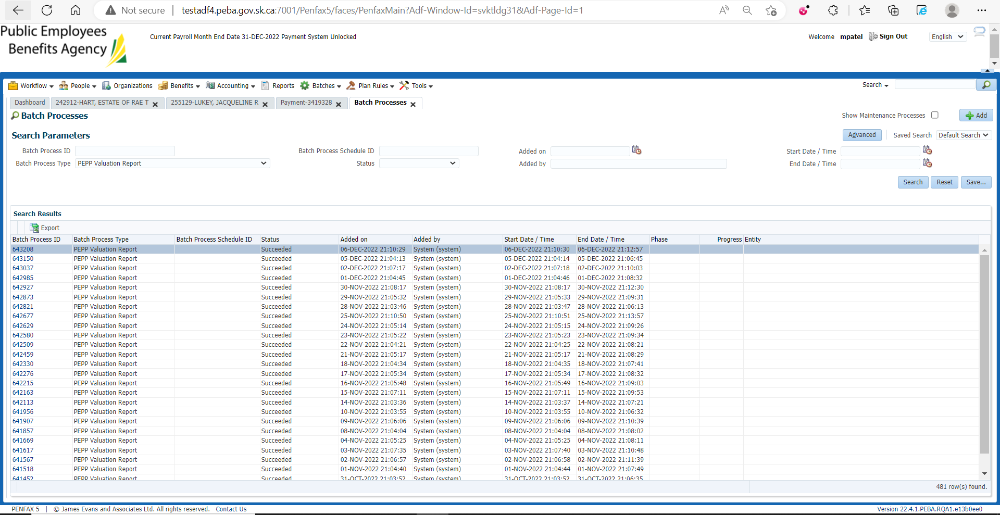 Not secure | testadf4.peba.gov.sk.ca:7001/Penfax5/faces/PenfaxMain?Adf-Window-Id=svktldg31&Adf-Page-Id=1
Public Employees
Benefits Agency
Current Payroll Month End Date 31-DEC-2022 Payment System Unlocked
Welcome mpatel Sign Out English
Workflow People Organizations Benefits Accounting Reports Batches Plan Rules Tools Search
Dashboard 242912-HART, ESTATE OF RAE T 255129-LUKEY, JACQUELINE R Payment-3419328 Batch Processes
Batch Processes Show Maintenance Processes Add
Search Parameters Advanced Saved Search Default Search
Batch Process ID Batch Process Schedule ID Added on Start Date / Time
Batch Process Type PEPP Valuation Report Status Added by End Date / Time
Search Reset Save...
Search Results
Export
Batch Process ID Batch Process Type Batch Process Schedule ID Status Added on Added by Start Date / Time End Date / Time Phase Progress Entity
643208 PEPP Valuation Report Succeeded 06-DEC-2022 21:10:29 System (system) 06-DEC-2022 21:10:30 06-DEC-2022 21:12:57
643150 PEPP Valuation Report Succeeded 05-DEC-2022 21:04:13 System (system) 05-DEC-2022 21:04:14 05-DEC-2022 21:06:45
643037 PEPP Valuation Report Succeeded 02-DEC-2022 21:07:17 System (system) 02-DEC-2022 21:07:18 02-DEC-2022 21:10:03
642985 PEPP Valuation Report Succeeded 01-DEC-2022 21:04:45 System (system) 01-DEC-2022 21:04:46 01-DEC-2022 21:08:32
642927 PEPP Valuation Report Succeeded 30-NOV-2022 21:08:17 System (system) 30-NOV-2022 21:08:17 30-NOV-2022 21:12:30
642873 PEPP Valuation Report Succeeded 29-NOV-2022 21:05:32 System (system) 29-NOV-2022 21:05:33 29-NOV-2022 21:09:31
642821 PEPP Valuation Report Succeeded 28-NOV-2022 21:03:46 System (system) 28-NOV-2022 21:03:47 28-NOV-2022 21:06:13
642677 PEPP Valuation Report Succeeded 25-NOV-2022 21:10:50 System (system) 25-NOV-2022 21:10:51 25-NOV-2022 21:13:57
642629 PEPP Valuation Report Succeeded 24-NOV-2022 21:05:14 System (system) 24-NOV-2022 21:05:15 24-NOV-2022 21:09:26
642580 PEPP Valuation Report Succeeded 23-NOV-2022 21:05:22 System (system) 23-NOV-2022 21:05:23 23-NOV-2022 21:09:34
642509 PEPP Valuation Report Succeeded 22-NOV-2022 21:04:21 System (system) 22-NOV-2022 21:04:25 22-NOV-2022 21:08:21
642459 PEPP Valuation Report Succeeded 21-NOV-2022 21:05:17 System (system) 21-NOV-2022 21:05:17 21-NOV-2022 21:08:29
642330 PEPP Valuation Report Succeeded 18-NOV-2022 21:04:34 System (system) 18-NOV-2022 21:04:35 18-NOV-2022 21:07:41
642276 PEPP Valuation Report Succeeded 17-NOV-2022 21:05:34 System (system) 17-NOV-2022 21:05:34 17-NOV-2022 21:08:32
642215 PEPP Valuation Report Succeeded 16-NOV-2022 21:05:48 System (system) 16-NOV-2022 21:05:49 16-NOV-2022 21:09:03
642163 PEPP Valuation Report Succeeded 15-NOV-2022 21:07:11 System (system) 15-NOV-2022 21:07:11 15-NOV-2022 21:09:53
642113 PEPP Valuation Report Succeeded 14-NOV-2022 21:03:36 System (system) 14-NOV-2022 21:03:37 14-NOV-2022 21:07:21
641956 PEPP Valuation Report Succeeded 10-NOV-2022 21:03:55 System (system) 10-NOV-2022 21:03:55 10-NOV-2022 21:06:32
641907 PEPP Valuation Report Succeeded 09-NOV-2022 21:06:06 System (system) 09-NOV-2022 21:06:06 09-NOV-2022 21:10:39
641857 PEPP Valuation Report Succeeded 08-NOV-2022 21:04:04 System (system) 08-NOV-2022 21:04:04 08-NOV-2022 21:08:02
641669 PEPP Valuation Report Succeeded 04-NOV-2022 21:05:25 System (system) 04-NOV-2022 21:05:25 04-NOV-2022 21:08:11
641617 PEPP Valuation Report Succeeded 03-NOV-2022 21:07:35 System (system) 03-NOV-2022 21:07:40 03-NOV-2022 21:10:48
641567 PEPP Valuation Report Succeeded 02-NOV-2022 21:06:57 System (system) 02-NOV-2022 21:06:58 02-NOV-2022 21:11:39
641518 PEPP Valuation Report Succeeded 01-NOV-2022 21:04:40 System (system) 01-NOV-2022 21:04:44 01-NOV-2022 21:07:49
641452 PEPP Valuation Report Succeeded 31-OCT-2022 21:03:52 System (system) 31-OCT-2022 21:03:52 31-OCT-2022 21:06:35
481 row(s) found.
PENFAX 5 | © James Evans and Associates Ltd. All rights reserved. Contact Us Version 22.4.1.PEBA.RQA1.e13b0ee0